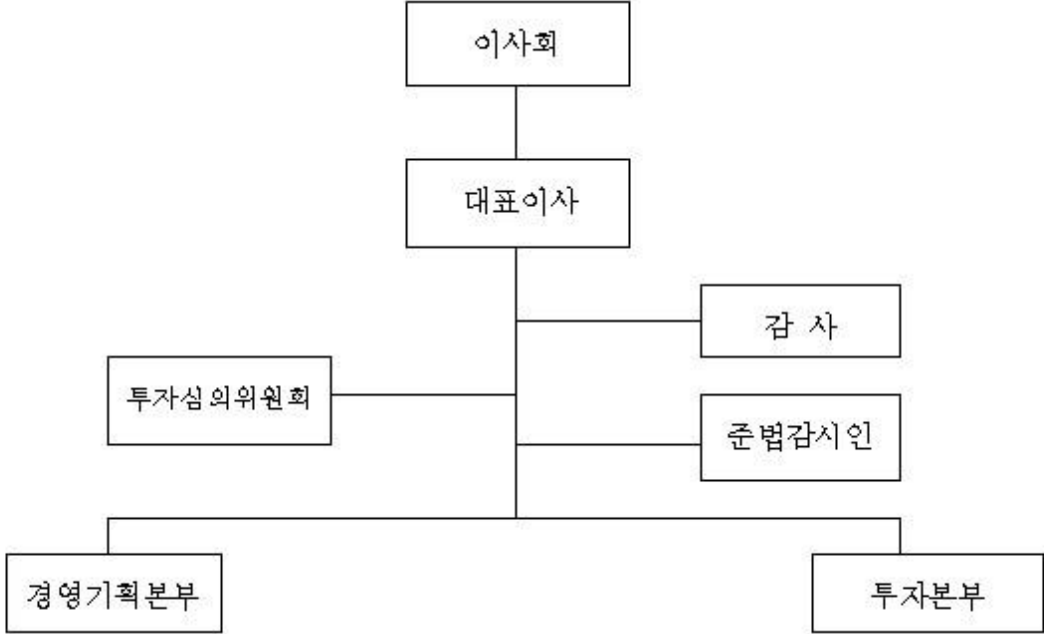 이사회
대표이사
감 사
투자심의위원회
준법감시인
경영기획본부
투자본부